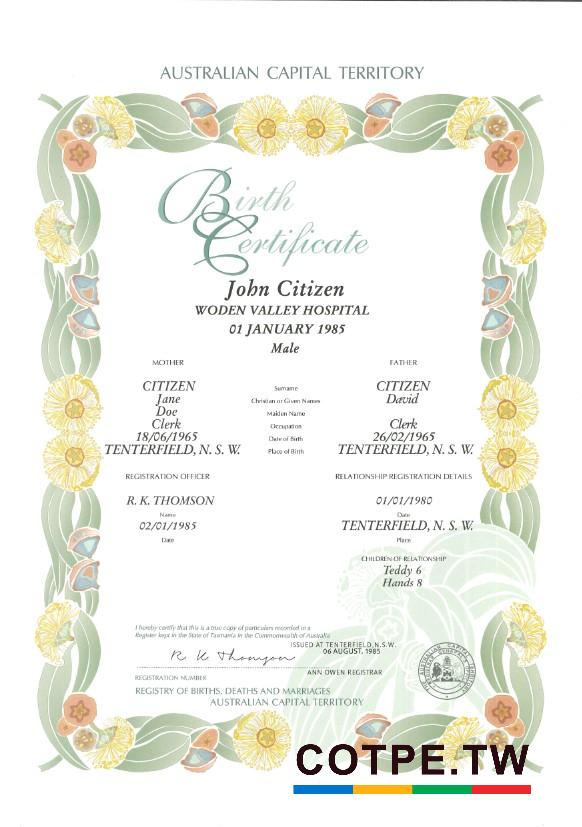 AUSTRALIAN CAPITAL TERRITORY
Birth
Certificate
John Citizen
WODEN VALLEY HOSPITAL
01 JANUARY 1985
Male
MOTHER FATHER
CITIZEN Surname CITIZEN
Jane Christian or Given Names David
Doe Maiden Name
Clerk Occupation Clerk
18/06/1965 Date of Birth 26/02/1965
TENTERFIELD, N. S. W. Place of Birth TENTERFIELD, N. S. W.
REGISTRATION OFFICER RELATIONSHIP REGISTRATION DETAILS
R. K. THOMSON 01/01/1980
Name Date
02/01/1985 TENTERFIELD, N. S. W.
Date Place
CHILDREN OF RELATIONSHIP
Teddy 6
Hands 8
I hereby certify that this is a true copy of particulars recorded in a
Register kept in the State of Tasmania in the Commonwealth of Australia
ISSUED AT TENTERFIELD, N.S.W.
06 AUGUST, 1985
R K Thomson
ANN OWEN REGISTRAR
REGISTRATION NUMBER
REGISTRY OF BIRTHS, DEATHS AND MARRIAGES
AUSTRALIAN CAPITAL TERRITORY
COTPE.TW